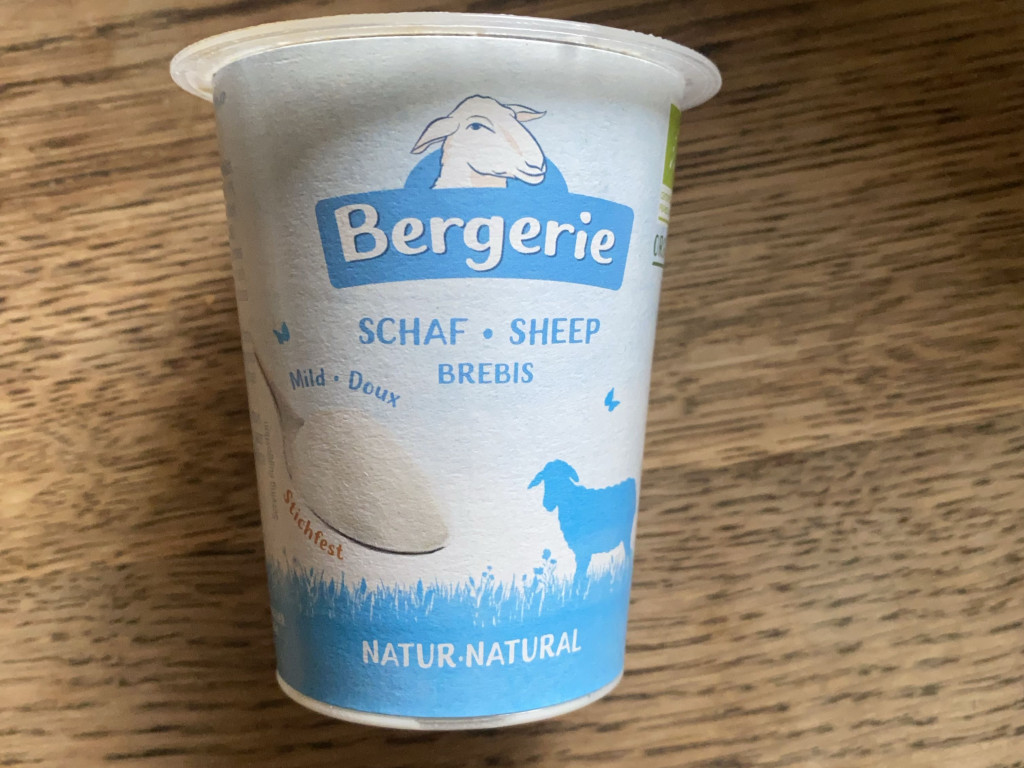 Bergerie
SCHAF • SHEEP
BREBIS
Mild • Doux
Stichfest
NATUR•NATURAL